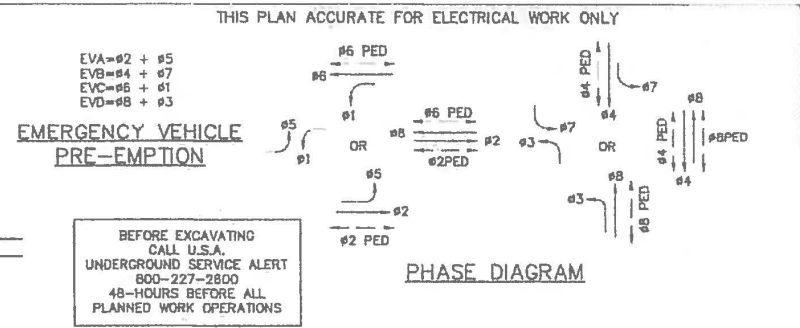 THIS PLAN ACCURATE FOR ELECTRICAL WORK ONLY
EVA=ø2 + ø5
EVB=ø4 + ø7
EVC=ø6 + ø1
EVD=ø8 + ø3
EMERGENCY VEHICLE
PRE-EMPTION
ø6 PED
ø6
ø1
ø5
ø1
OR
ø8
ø6 PED
ø2
ø2PED
ø5
ø2
ø2 PED
ø4 PED
ø7
ø4
ø7
ø3
OR
ø8
ø4 PED
ø8PED
ø4
ø8
ø3
ø8 PED
PHASE DIAGRAM
BEFORE EXCAVATING
CALL U.S.A.
UNDERGROUND SERVICE ALERT
800-227-2600
48-HOURS BEFORE ALL
PLANNED WORK OPERATIONS